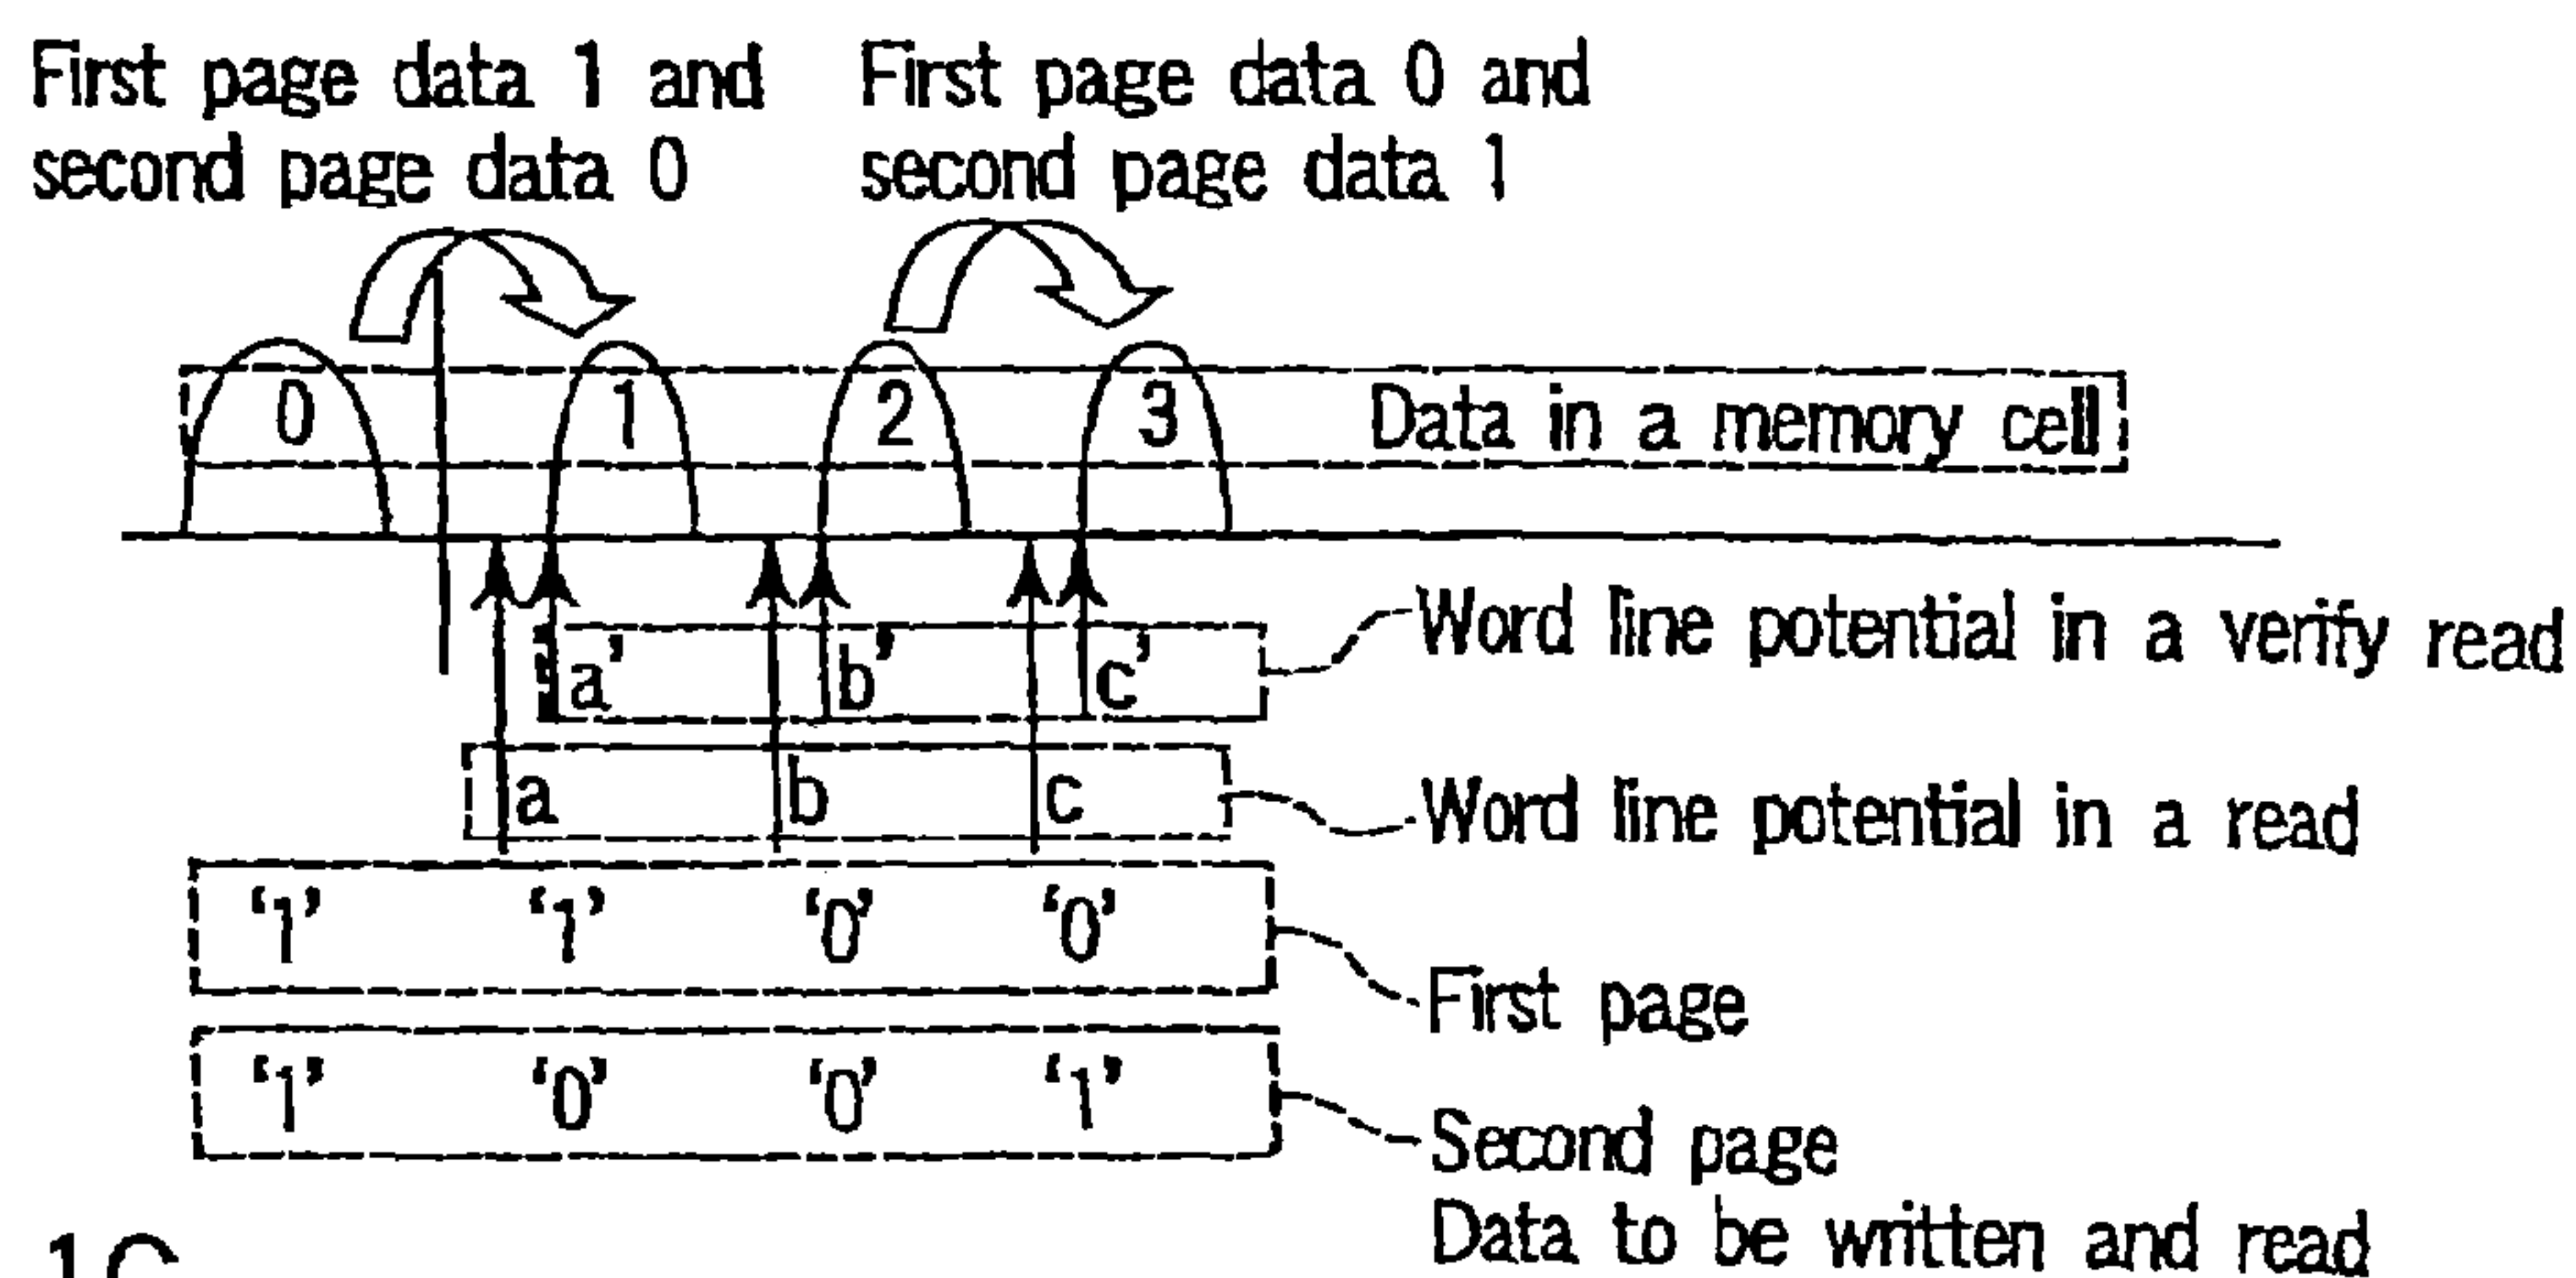 First page data 1 and
second page data 0
First page data 0 and
second page data 1
0 1 2 3 Data in a memory cell
a' b' c' Word line potential in a verify read
a b c Word line potential in a read
‘1’ ‘1’ ‘0’ ‘0’
First page
‘1’ ‘0’ ‘0’ ‘1’
Second page
Data to be written and read
1C